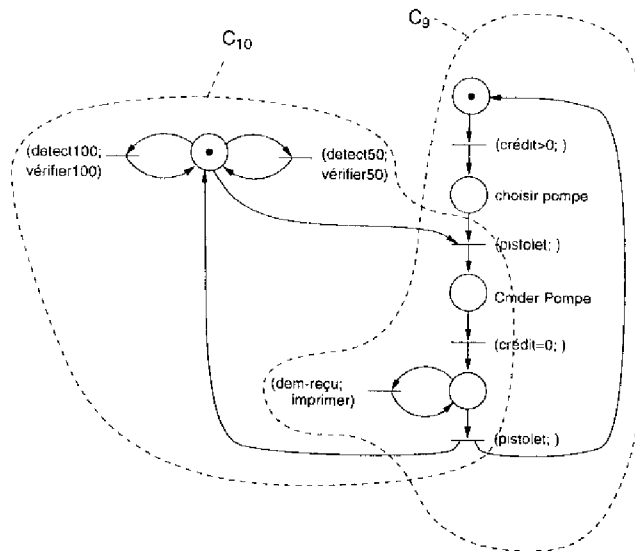 C9
C10
(crédit>0; )
(detect100;
vérifier100)
(detect50;
vérifier50)
choisir pompe
(pistolet; )
Cmder Pompe
(crédit=0; )
(dem-reçu;
imprimer)
(pistolet; )